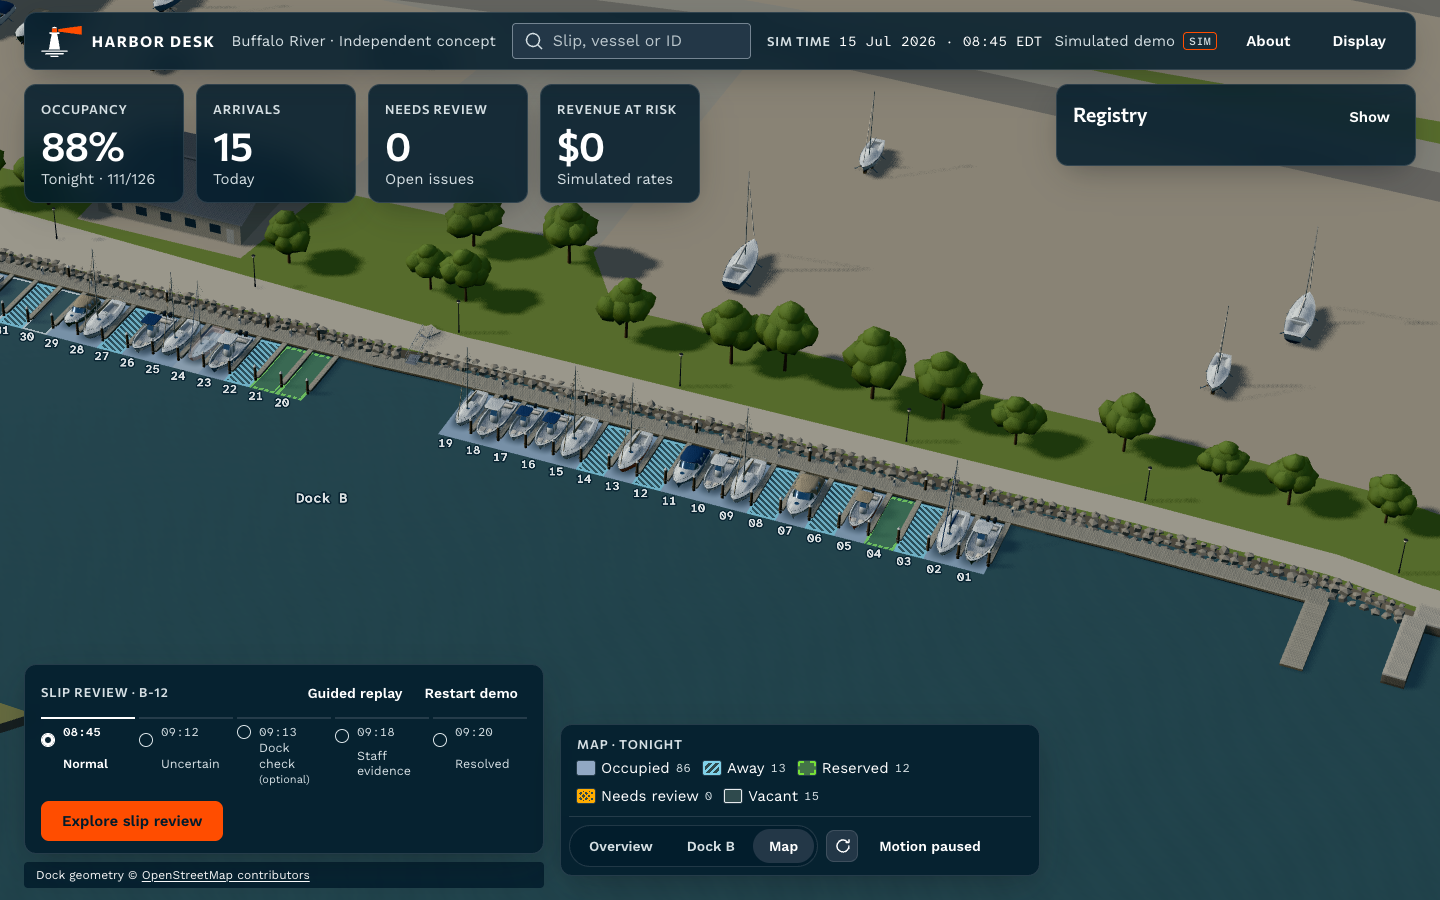 HARBOR DESK
Buffalo River · Independent concept
Slip, vessel or ID
SIM TIME 15 Jul 2026 · 08:45 EDT
Simulated demo SIM
About
Display
OCCUPANCY
88%
Tonight · 111/126
ARRIVALS
15
Today
NEEDS REVIEW
0
Open issues
REVENUE AT RISK
$0
Simulated rates
Registry
Show
30
29
28
27
26
25
24
23
22
21
20
19
18
17
16
15
14
13
12
11
10
09
08
07
06
05
04
03
02
01
Dock B
SLIP REVIEW · B-12
Guided replay
Restart demo
08:45
Normal
09:12
Uncertain
09:13
Dock
check
(optional)
09:18
Staff
evidence
09:20
Resolved
Explore slip review
Dock geometry © OpenStreetMap contributors
MAP · TONIGHT
Occupied 86
Away 13
Reserved 12
Needs review 0
Vacant 15
Overview
Dock B
Map
Motion paused